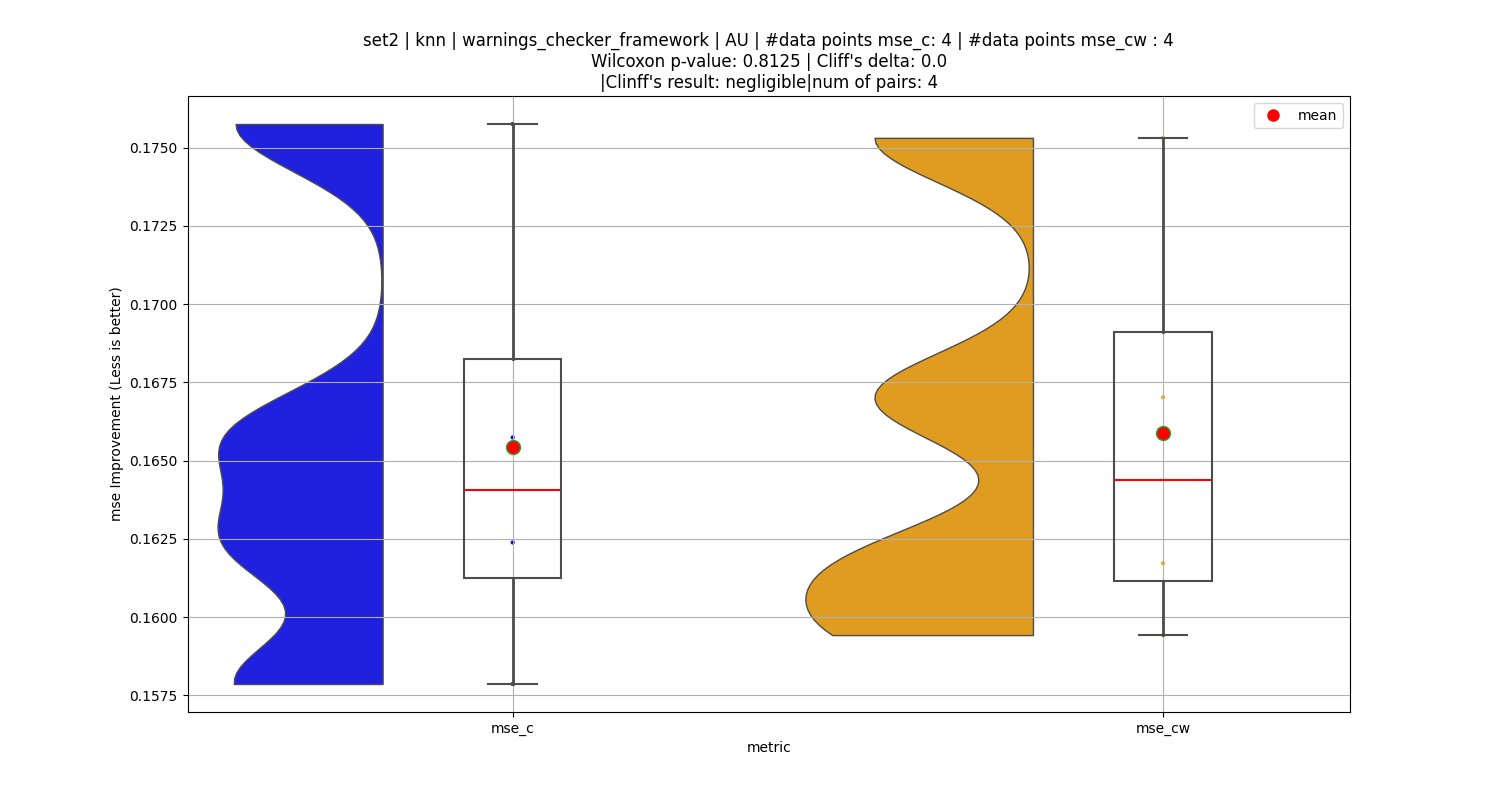 set2 | knn | warnings_checker_framework | AU | #data points mse_c: 4 | #data points mse_cw : 4
Wilcoxon p-value: 0.8125 | Cliff's delta: 0.0
|Clinff's result: negligible|num of pairs: 4
mean
0.1750
0.1725
0.1700
0.1675
0.1650
0.1625
0.1600
0.1575
mse Improvement (Less is better)
mse_c
mse_cw
metric